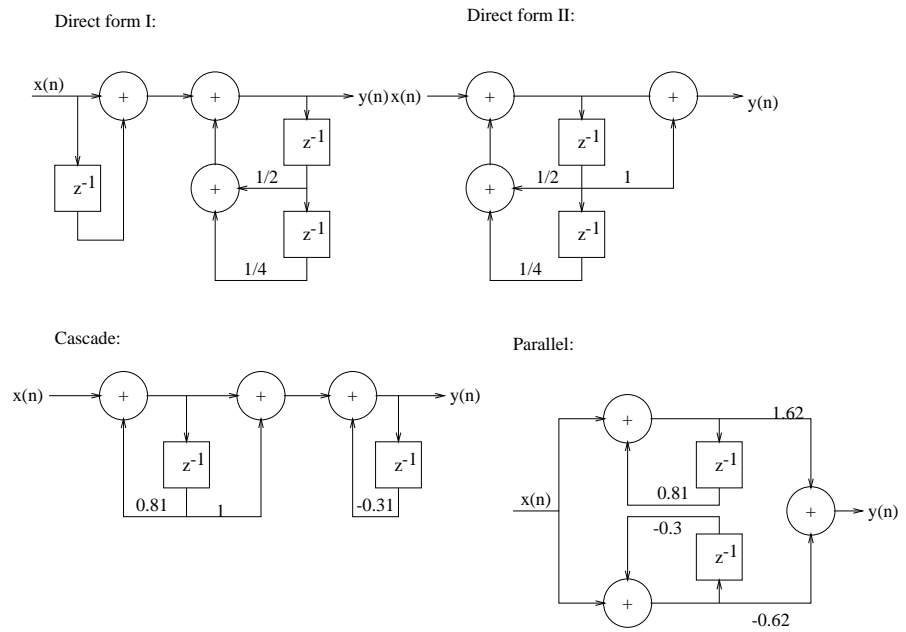 Direct form I:
x(n)
+
+
y(n)
z-1
z-1
1/2
+
z-1
1/4
Direct form II:
x(n)
+
+
y(n)
z-1
1/2
1
+
z-1
1/4
Cascade:
x(n)
+
+
+
y(n)
z-1
z-1
0.81
1
-0.31
Parallel:
+
1.62
z-1
0.81
x(n)
+
y(n)
-0.3
z-1
+
-0.62